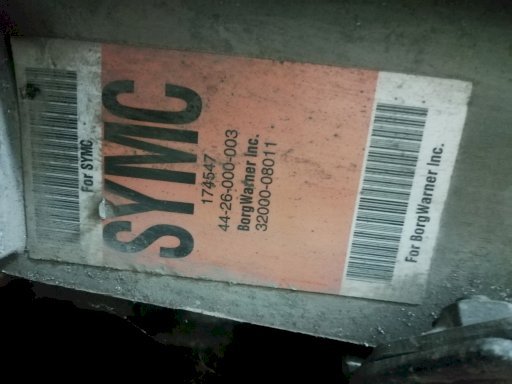 For SYMC
SYMC
174547
44-26-000-003
BorgWarner Inc.
32000-08011
For BorgWarner Inc.